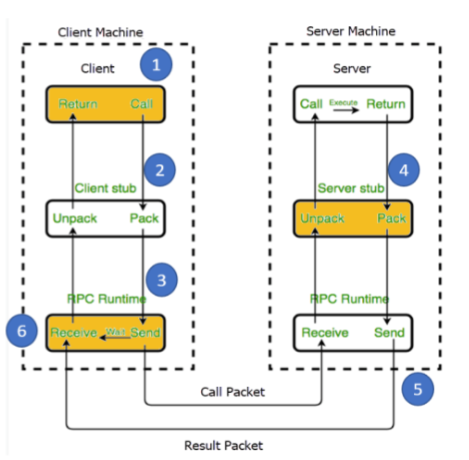 Client Machine
Server Machine
Client
1
Server
Return Call
Call Execute Return
2
4
Client stub
Server stub
Unpack Pack
Unpack Pack
3
RPC Runtime
RPC Runtime
6
Receive Wait Send
Receive Send
5
Call Packet
Result Packet